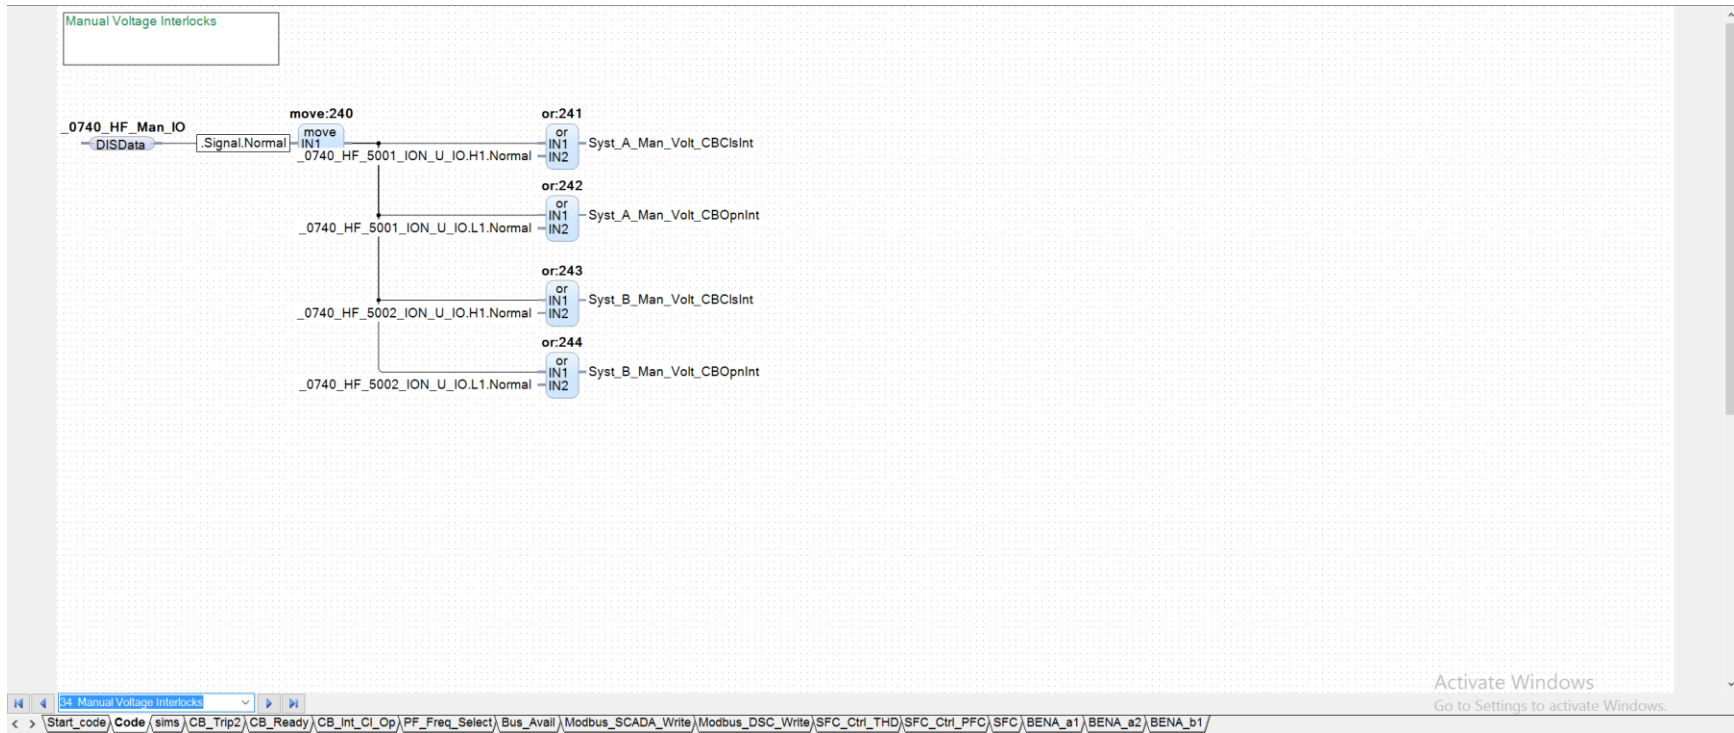 Manual Voltage Interlocks
move:240
or:241
_0740_HF_Man_IO
move
or
DISData
.Signal.Normal
IN1
IN1
Syst_A_Man_Volt_CBClsInt
_0740_HF_5001_ION_U_IO.H1.Normal
IN2
or:242
or
IN1
Syst_A_Man_Volt_CBOpnInt
_0740_HF_5001_ION_U_IO.L1.Normal
IN2
or:243
or
IN1
Syst_B_Man_Volt_CBClsInt
_0740_HF_5002_ION_U_IO.H1.Normal
IN2
or:244
or
IN1
Syst_B_Man_Volt_CBOpnInt
_0740_HF_5002_ION_U_IO.L1.Normal
IN2
Activate Windows
Go to Settings to activate Windows.
34 Manual Voltage Interlocks
Start_code Code sims CB_Trip2 CB_Ready CB_Int_Cl_Op PF_Freq_Select Bus_Avail Modbus_SCADA_Write Modbus_DSC_Write SFC_Ctrl_THD SFC_Ctrl_PFC SFC BENA_a1 BENA_a2 BENA_b1